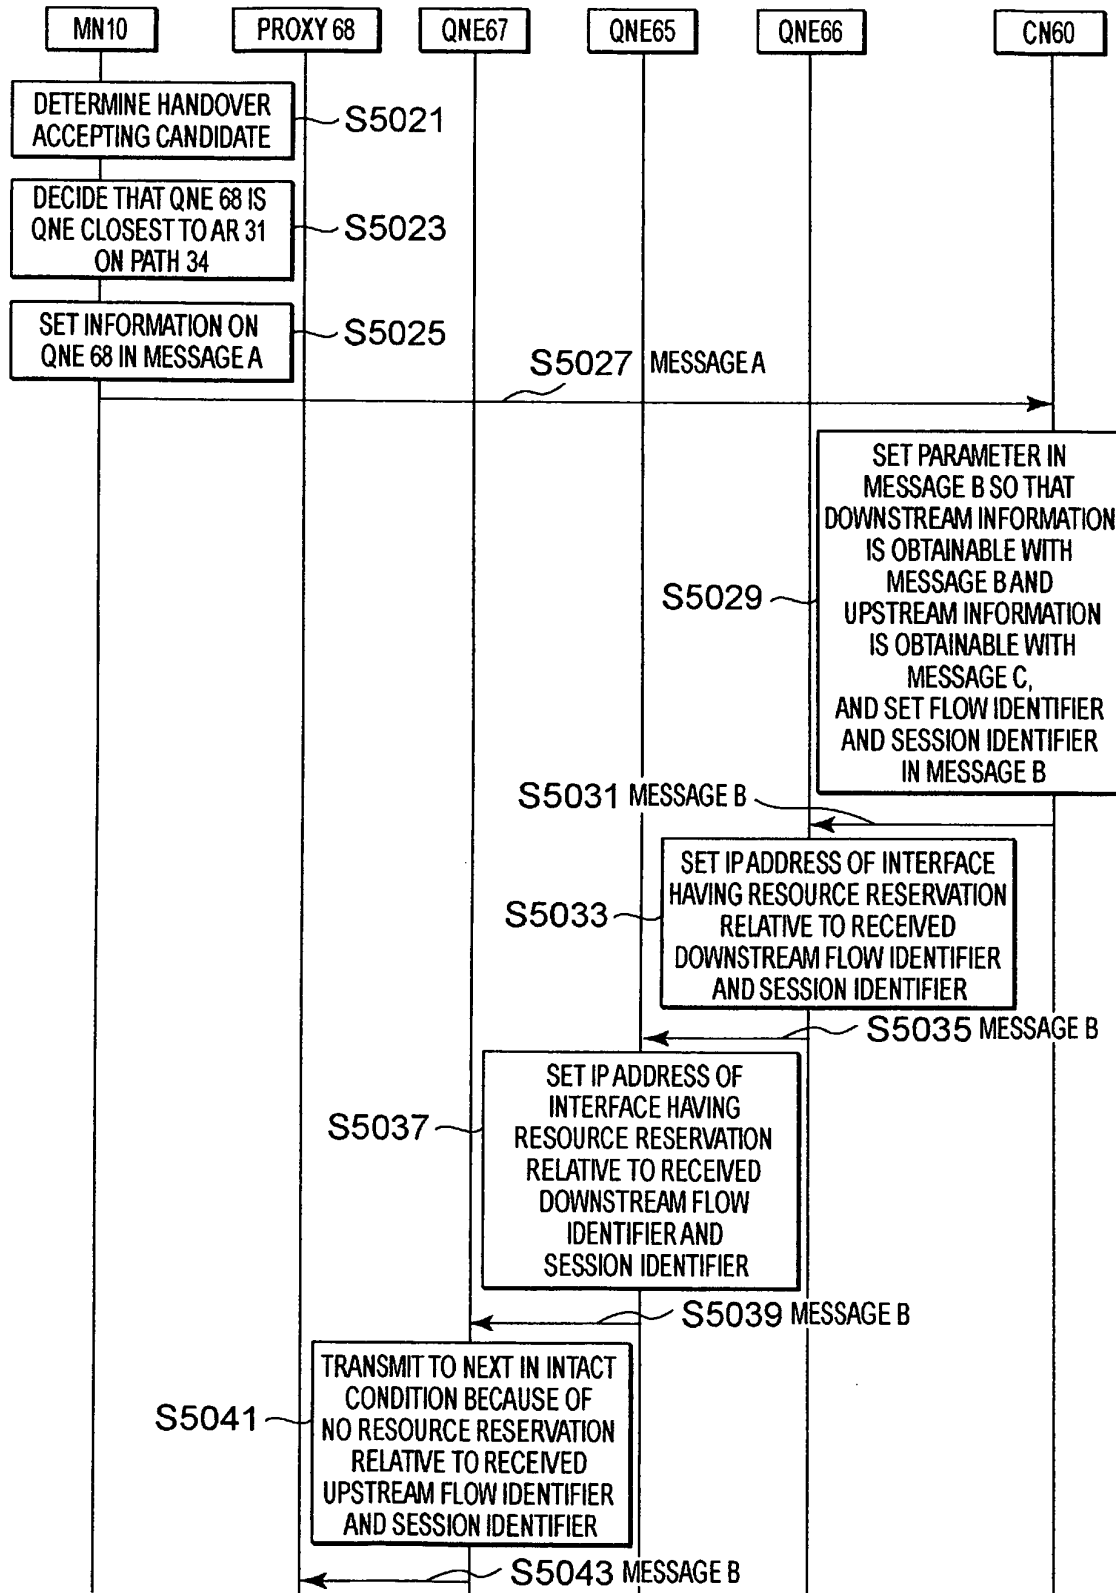 MN10
PROXY 68
QNE67
QNE65
QNE66
CN60
DETERMINE HANDOVER
ACCEPTING CANDIDATE
S5021
DECIDE THAT QNE 68 IS
QNE CLOSEST TO AR 31
ON PATH 34
S5023
SET INFORMATION ON
QNE 68 IN MESSAGE A
S5025
S5027 MESSAGE A
SET PARAMETER IN
MESSAGE B SO THAT
DOWNSTREAM INFORMATION
IS OBTAINABLE WITH
MESSAGE B AND
UPSTREAM INFORMATION
IS OBTAINABLE WITH
MESSAGE C,
AND SET FLOW IDENTIFIER
AND SESSION IDENTIFIER
IN MESSAGE B
S5029
S5031 MESSAGE B
SET IP ADDRESS OF INTERFACE
HAVING RESOURCE RESERVATION
RELATIVE TO RECEIVED
DOWNSTREAM FLOW IDENTIFIER
AND SESSION IDENTIFIER
S5033
S5035 MESSAGE B
SET IP ADDRESS OF
INTERFACE HAVING
RESOURCE RESERVATION
RELATIVE TO RECEIVED
DOWNSTREAM FLOW
IDENTIFIER AND
SESSION IDENTIFIER
S5037
S5039 MESSAGE B
TRANSMIT TO NEXT IN INTACT
CONDITION BECAUSE OF
NO RESOURCE RESERVATION
RELATIVE TO RECEIVED
UPSTREAM FLOW IDENTIFIER
AND SESSION IDENTIFIER
S5041
S5043 MESSAGE B